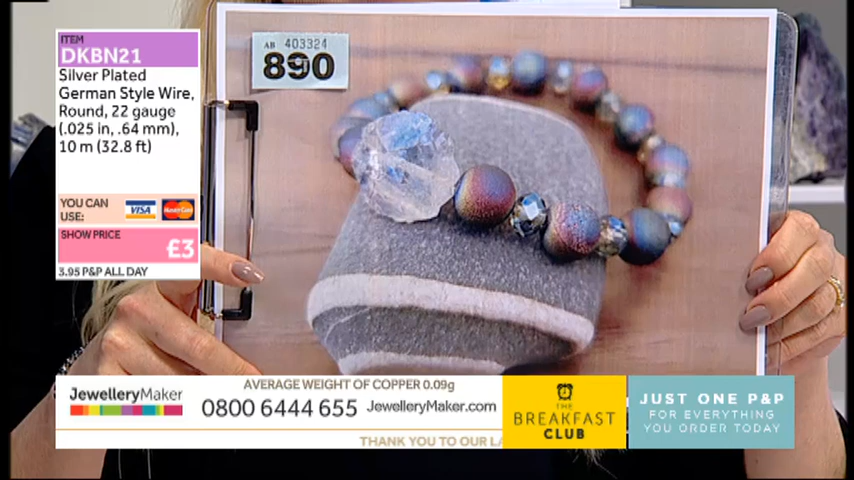 ITEM
DKBN21
Silver Plated
German Style Wire,
Round, 22 gauge
(.025 in, .64 mm),
10 m (32.8 ft)
YOU CAN
USE:
VISA
MasterCard
SHOW PRICE
£3
3.95 P&P ALL DAY
AB 403324
890
JewelleryMaker
AVERAGE WEIGHT OF COPPER 0.09g
0800 6444 655 JewelleryMaker.com
THANK YOU TO OUR LA
THE
BREAKFAST
CLUB
JUST ONE P&P
FOR EVERYTHING
YOU ORDER TODAY